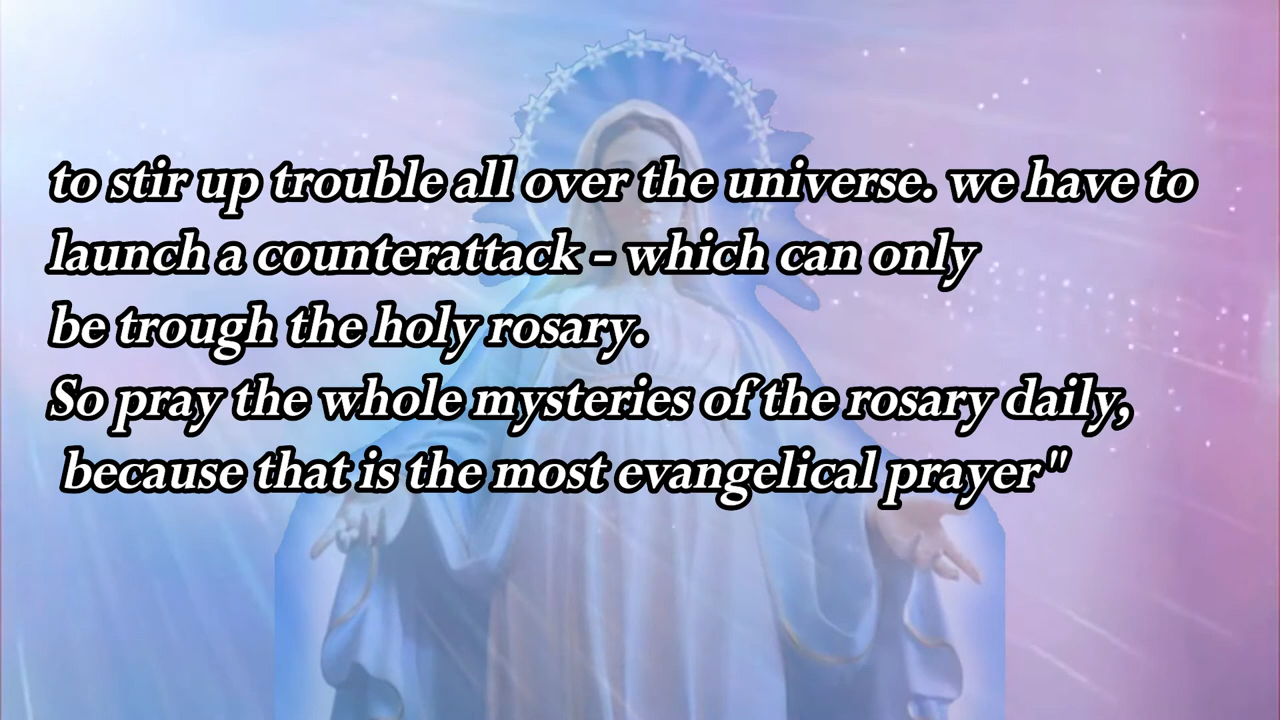 to stir up trouble all over the universe. we have to
launch a counterattack - which can only
be trough the holy rosary.
So pray the whole mysteries of the rosary daily,
because that is the most evangelical prayer"